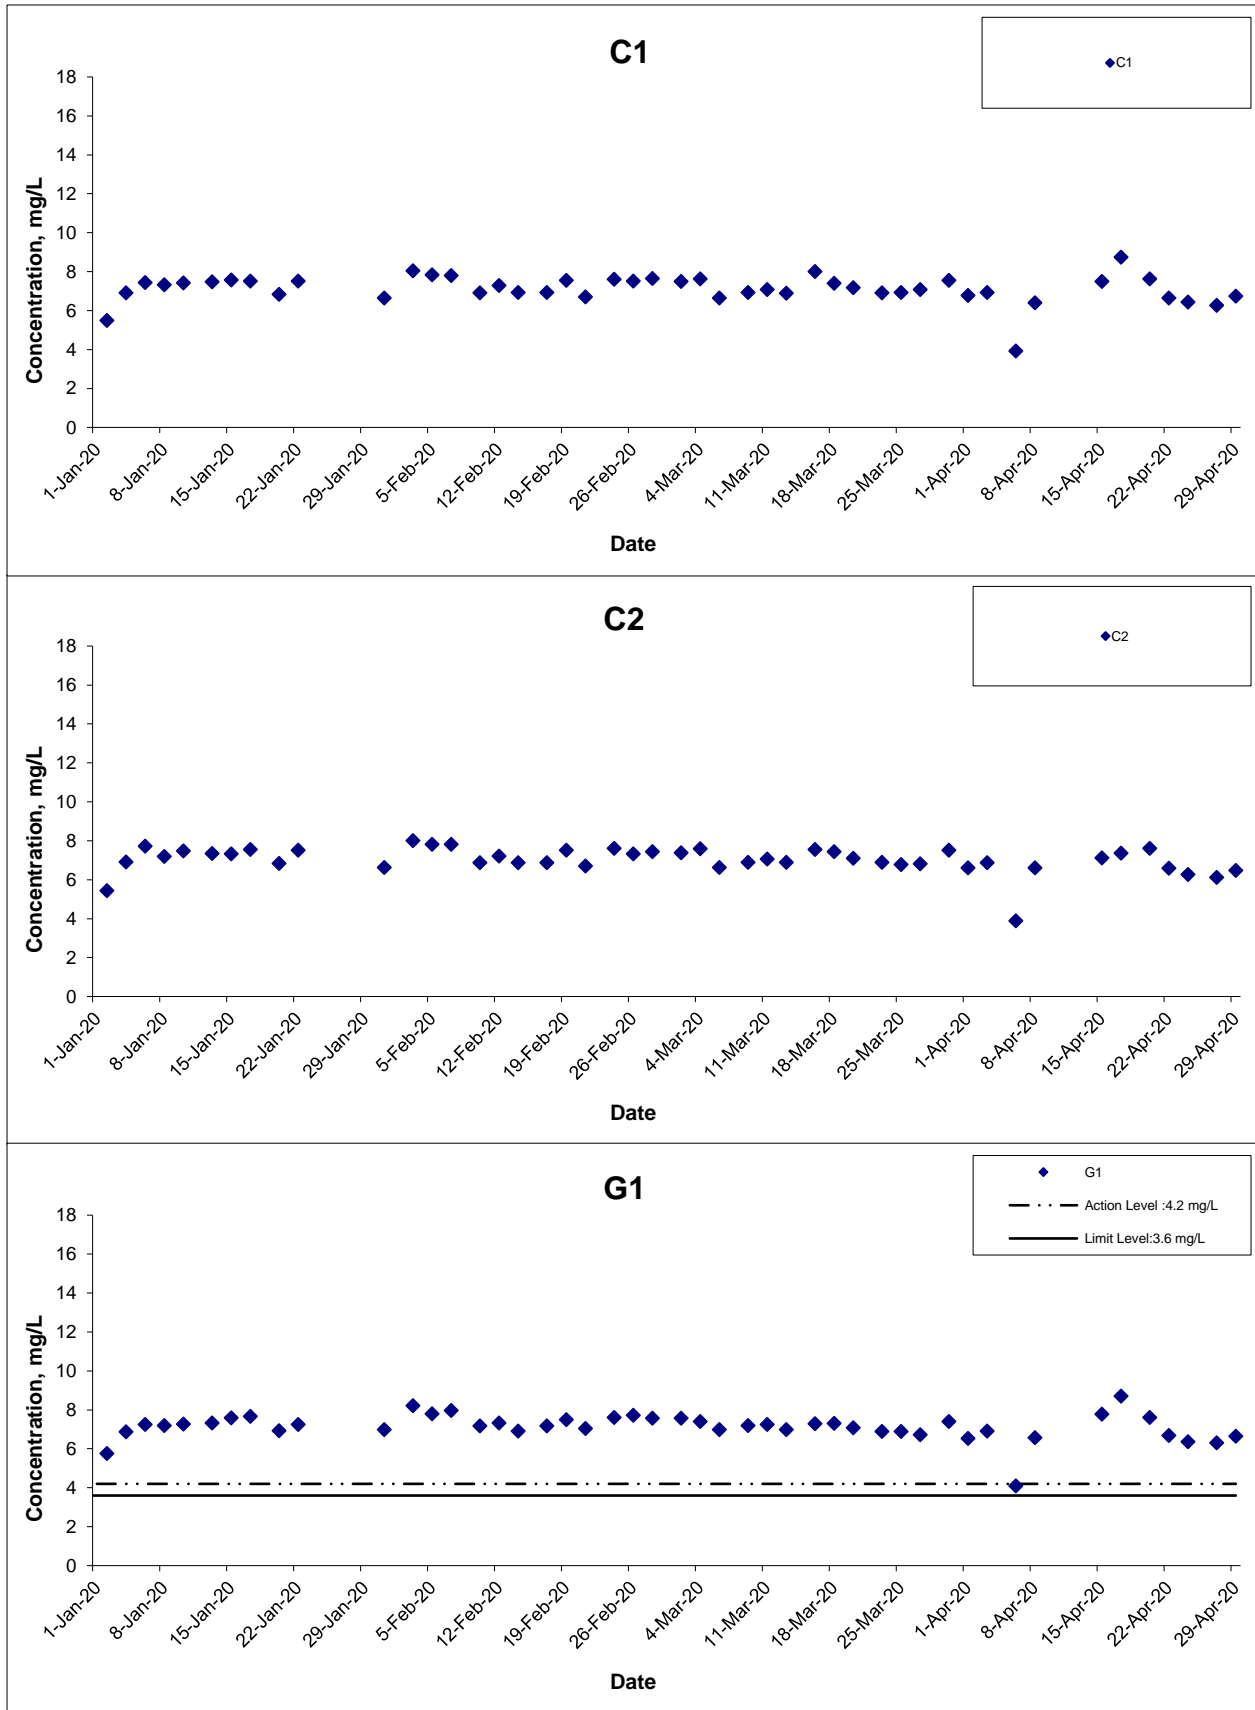 C1
C1
18
16
14
12
10
8
6
4
2
0
Concentration, mg/L
1-Jan-20
8-Jan-20
15-Jan-20
22-Jan-20
29-Jan-20
5-Feb-20
12-Feb-20
19-Feb-20
26-Feb-20
4-Mar-20
11-Mar-20
18-Mar-20
25-Mar-20
1-Apr-20
8-Apr-20
15-Apr-20
22-Apr-20
29-Apr-20
Date
C2
C2
18
16
14
12
10
8
6
4
2
0
Concentration, mg/L
1-Jan-20
8-Jan-20
15-Jan-20
22-Jan-20
29-Jan-20
5-Feb-20
12-Feb-20
19-Feb-20
26-Feb-20
4-Mar-20
11-Mar-20
18-Mar-20
25-Mar-20
1-Apr-20
8-Apr-20
15-Apr-20
22-Apr-20
29-Apr-20
Date
G1
G1
Action Level :4.2 mg/L
Limit Level:3.6 mg/L
18
16
14
12
10
8
6
4
2
0
Concentration, mg/L
1-Jan-20
8-Jan-20
15-Jan-20
22-Jan-20
29-Jan-20
5-Feb-20
12-Feb-20
19-Feb-20
26-Feb-20
4-Mar-20
11-Mar-20
18-Mar-20
25-Mar-20
1-Apr-20
8-Apr-20
15-Apr-20
22-Apr-20
29-Apr-20
Date